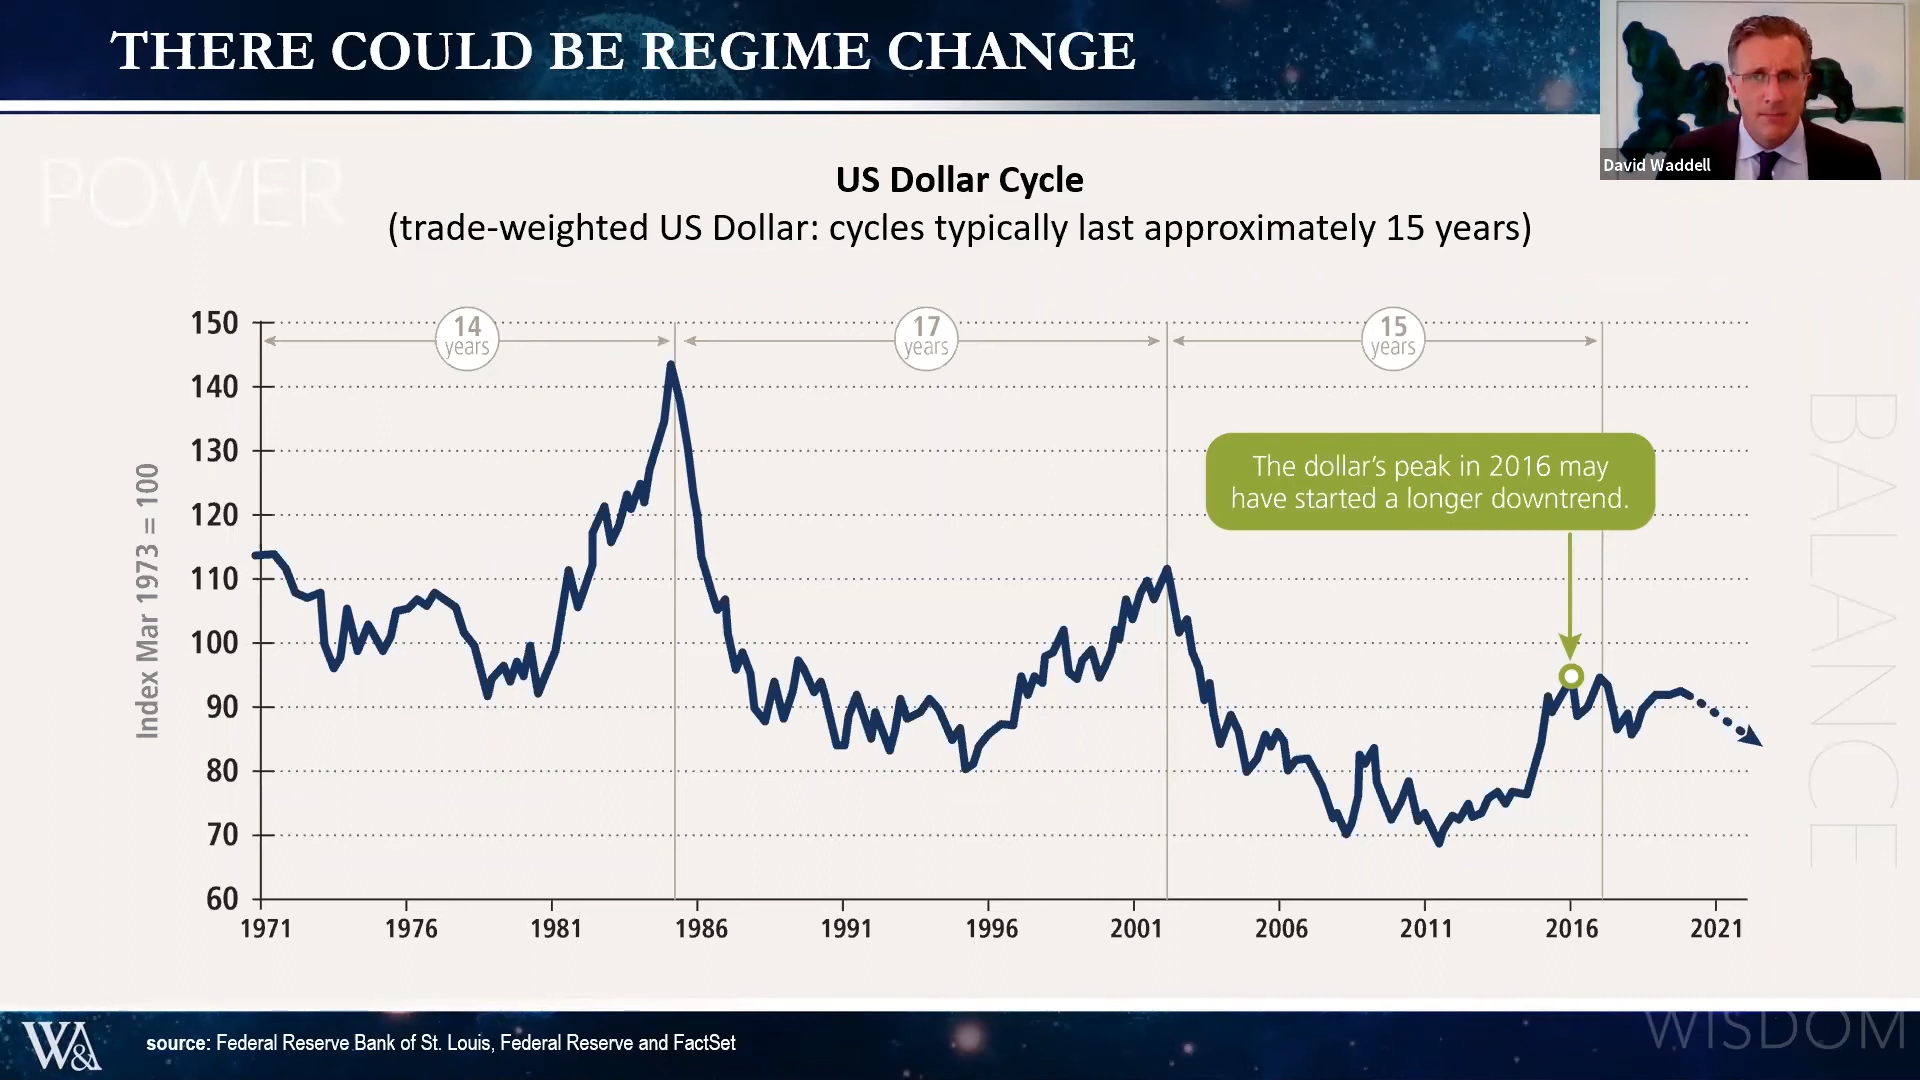 THERE COULD BE REGIME CHANGE
David Waddell
POWER
US Dollar Cycle
(trade-weighted US Dollar: cycles typically last approximately 15 years)
14
years
17
years
15
years
150
140
130
120
110
100
90
80
70
60
Index Mar 1973 = 100
The dollar’s peak in 2016 may
have started a longer downtrend.
BALANCE
1971 1976 1981 1986 1991 1996 2001 2006 2011 2016 2021
WA&
source: Federal Reserve Bank of St. Louis, Federal Reserve and FactSet
WISDOM